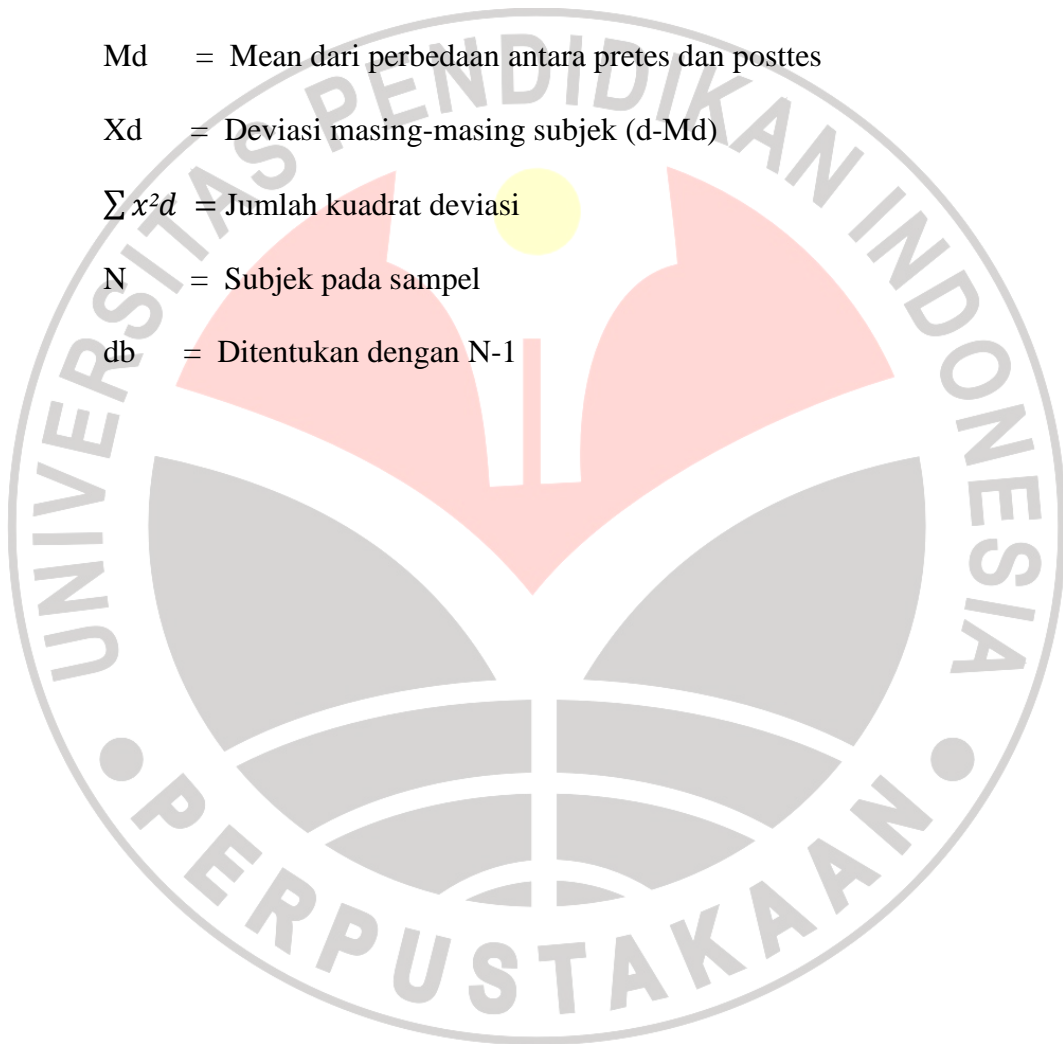 Md = Mean dari perbedaan antara pretes dan posttes
Xd = Deviasi masing-masing subjek (d-Md)
∑x²d = Jumlah kuadrat deviasi
N = Subjek pada sampel
db = Ditentukan dengan N-1
UNIVERSITAS PENDIDIKAN INDONESIA
PERPUSTAKAAN